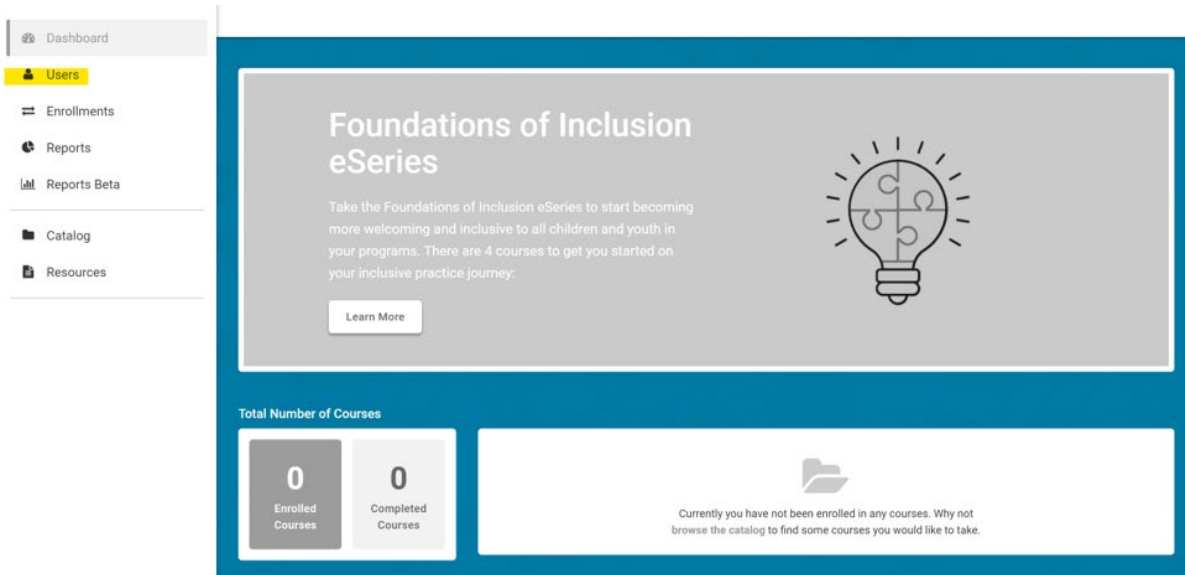 Dashboard
Users
Enrollments
Reports
Reports Beta
Catalog
Resources
Foundations of Inclusion
eSeries
Take the Foundations of Inclusion eSeries to start becoming
more welcoming and inclusive to all children and youth in
your programs. There are 4 courses to get you started on
your inclusive practice journey:
Learn More
Total Number of Courses
0
Enrolled
Courses
0
Completed
Courses
Currently you have not been enrolled in any courses. Why not
browse the catalog to find some courses you would like to take.